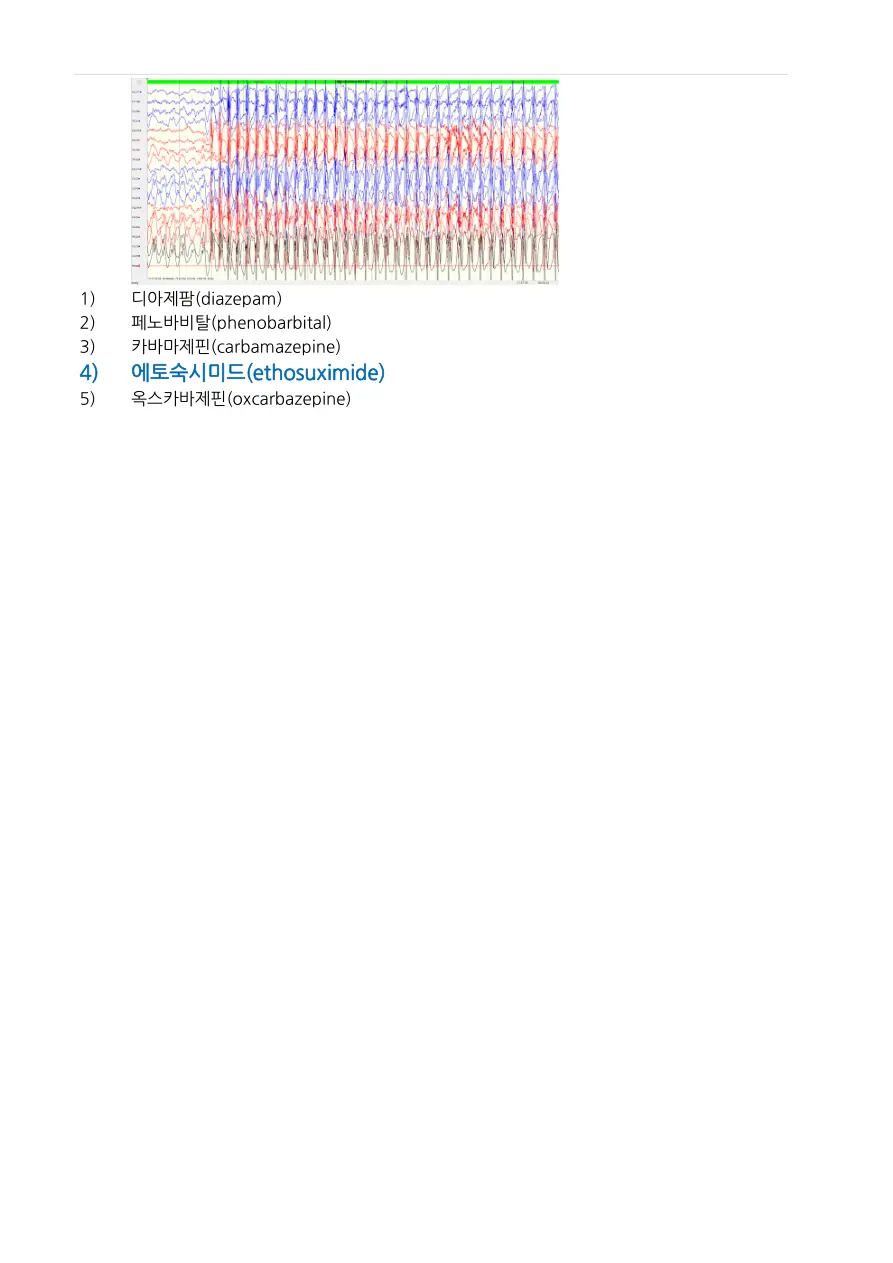 1) 디아제팜(diazepam)
2) 페노바비탈(phenobarbital)
3) 카바마제핀(carbamazepine)
4) 에토숙시미드(ethosuximide)
5) 옥스카바제핀(oxcarbazepine)